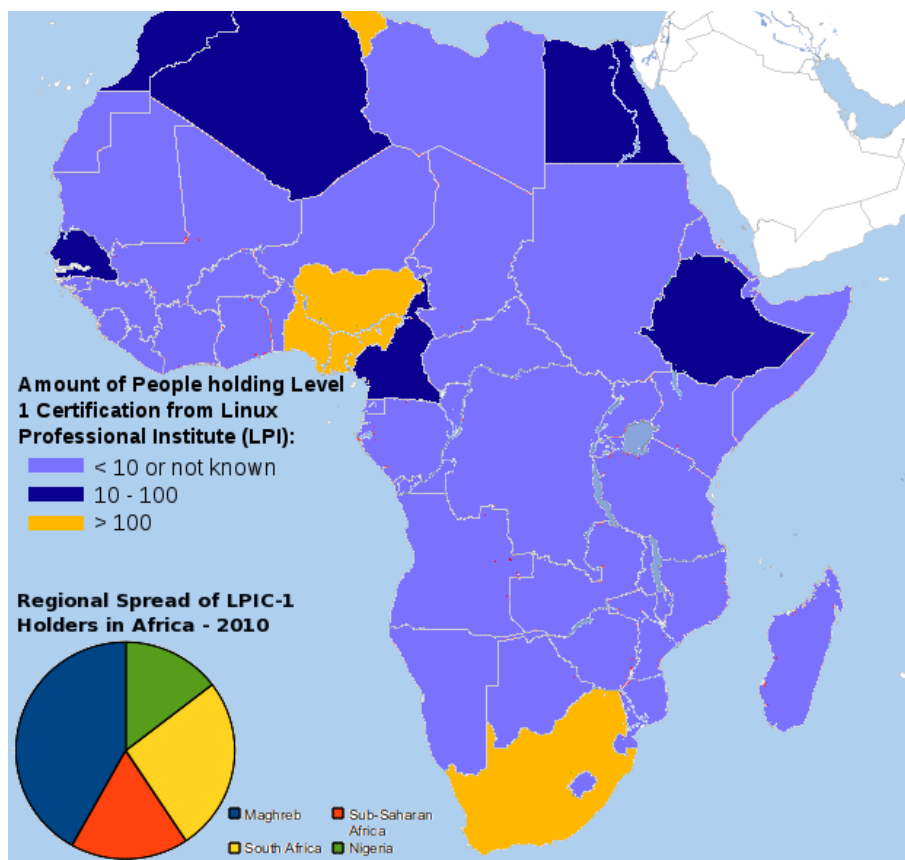 Amount of People holding Level
1 Certification from Linux
Professional Institute (LPI):
< 10 or not known
10 - 100
> 100
Regional Spread of LPIC-1
Holders in Africa - 2010
Maghreb
Sub-Saharan
Africa
South Africa
Nigeria